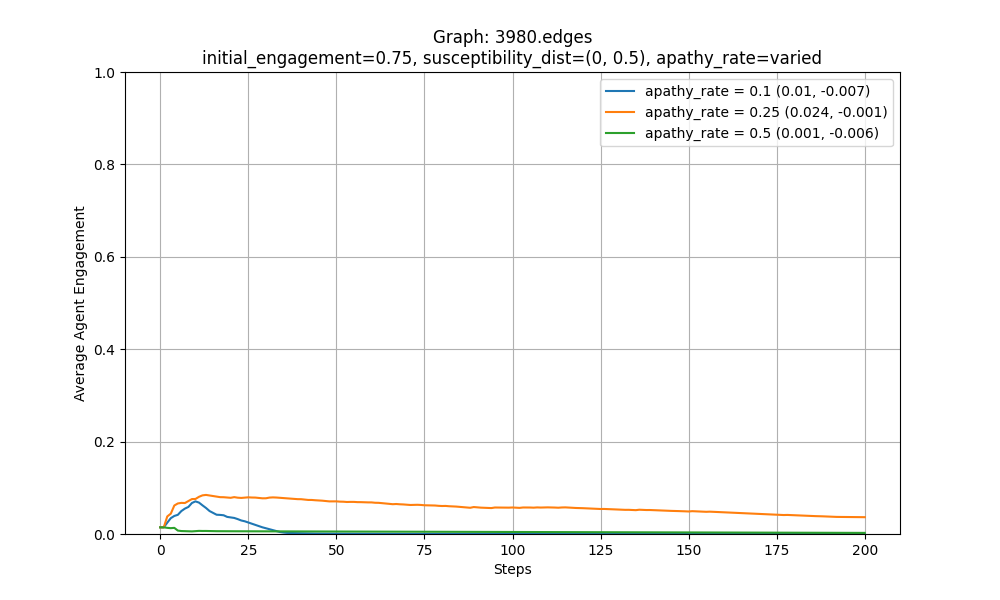 Graph: 3980.edges
initial_engagement=0.75, susceptibility_dist=(0, 0.5), apathy_rate=varied
apathy_rate = 0.1 (0.01, -0.007)
apathy_rate = 0.25 (0.024, -0.001)
apathy_rate = 0.5 (0.001, -0.006)
Average Agent Engagement
1.0
0.8
0.6
0.4
0.2
0.0
0 25 50 75 100 125 150 175 200
Steps